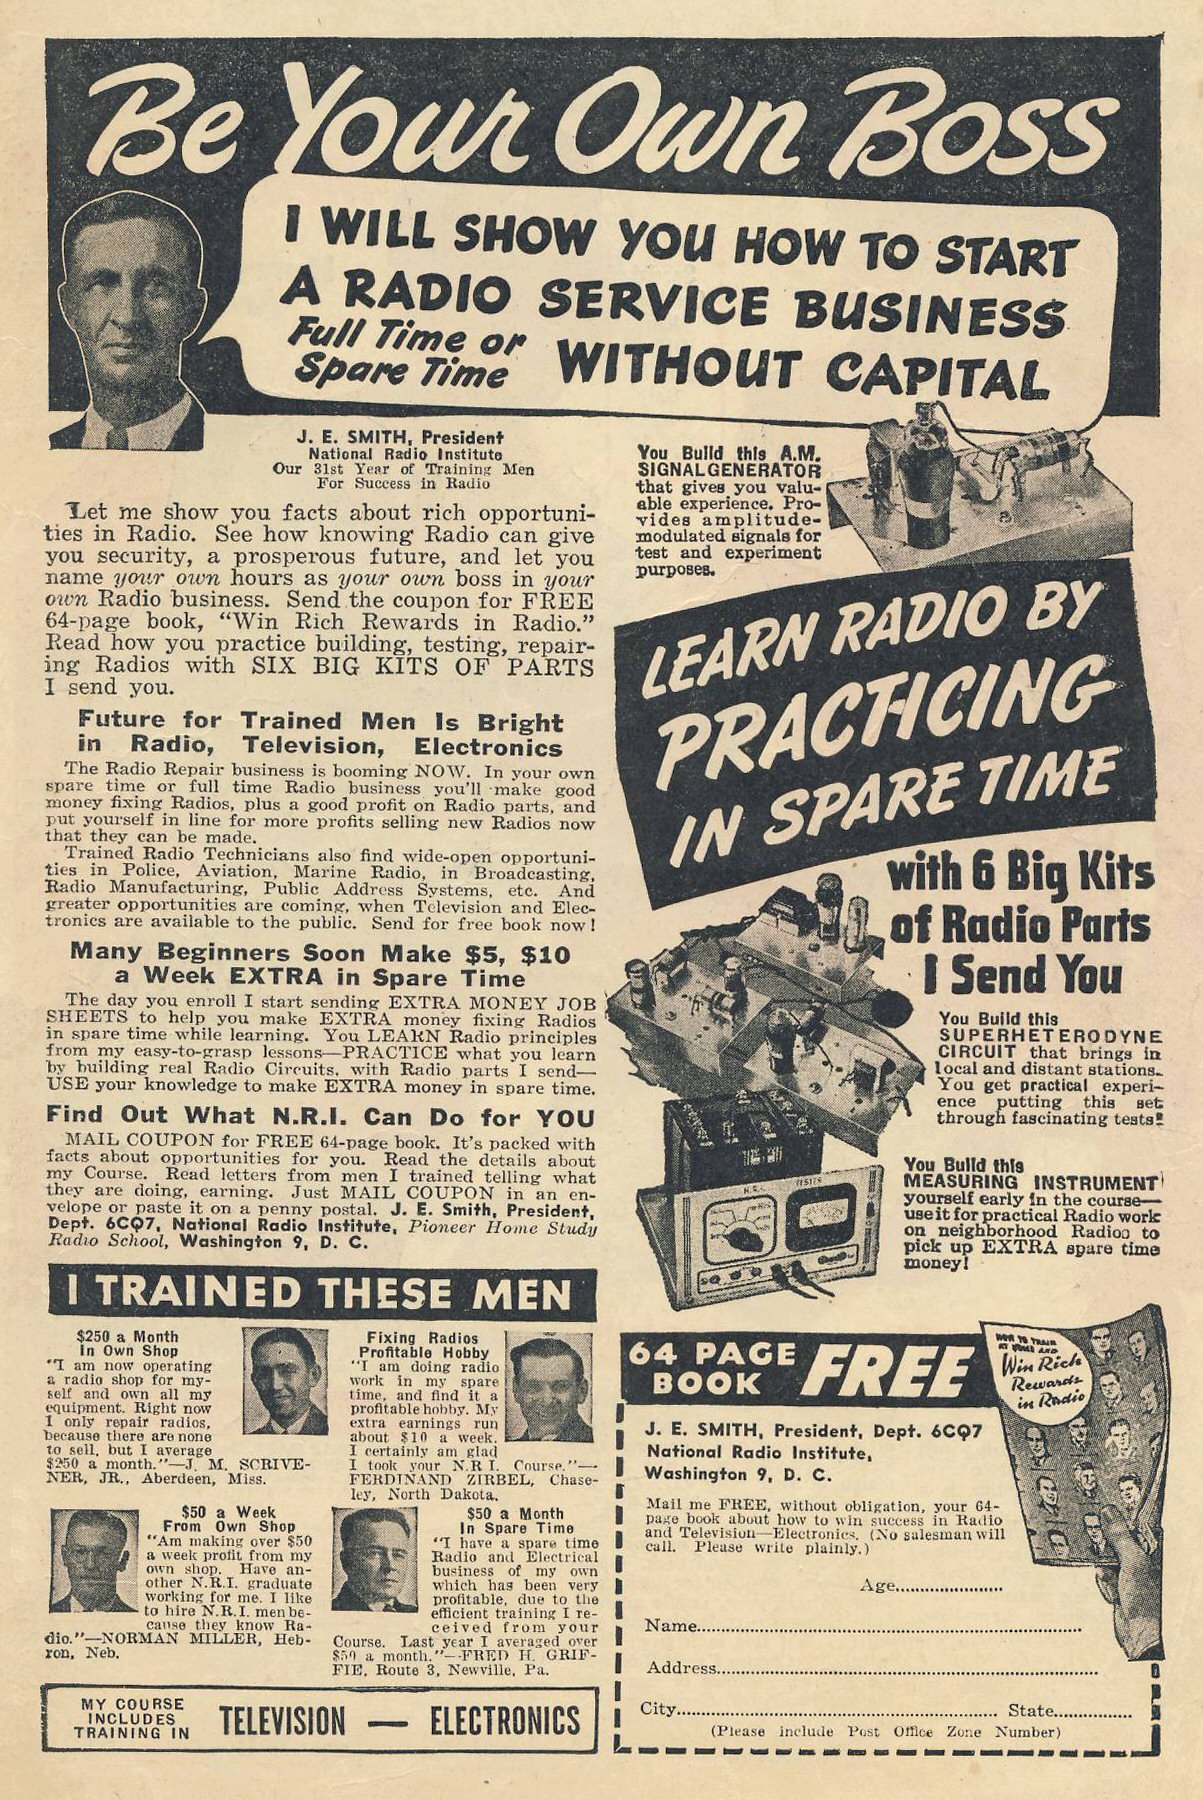 Be Your Own Boss
I WILL SHOW YOU HOW TO START
A RADIO SERVICE BUSINESS
Full Time or
Spare Time
WITHOUT CAPITAL
J. E. SMITH, President
National Radio Institute
Our 31st Year of Training Men
For Success in Radio
Let me show you facts about rich opportuni-
ties in Radio. See how knowing Radio can give
you security, a prosperous future, and let you
name your own hours as your own boss in your
own Radio business. Send the coupon for FREE
64-page book, "Win Rich Rewards in Radio."
Read how you practice building, testing, repair-
ing Radios with SIX BIG KITS OF PARTS
I send you.
Future for Trained Men Is Bright
in Radio, Television, Electronics
The Radio Repair business is booming NOW. In your own
spare time or full time Radio business you'll make good
money fixing Radios, plus a good profit on Radio parts, and
put yourself in line for more profits selling new Radios now
that they can be made.
Trained Radio Technicians also find wide-open opportuni-
ties in Police, Aviation, Marine Radio, in Broadcasting,
Radio Manufacturing, Public Address Systems, etc. And
greater opportunities are coming, when Television and Elec-
tronics are available to the public. Send for free book now!
Many Beginners Soon Make $5, $10
a Week EXTRA in Spare Time
The day you enroll I start sending EXTRA MONEY JOB
SHEETS to help you make EXTRA money fixing Radios
in spare time while learning. You LEARN Radio principles
from my easy-to-grasp lessons—PRACTICE what you learn
by building real Radio Circuits, with Radio parts I send—
USE your knowledge to make EXTRA money in spare time.
Find Out What N.R.I. Can Do for YOU
MAIL COUPON for FREE 64-page book. It's packed with
facts about opportunities for you. Read the details about
my Course. Read letters from men I trained telling what
they are doing, earning. Just MAIL COUPON in an en-
velope or paste it on a penny postal. J. E. Smith, President,
Dept. 6CQ7, National Radio Institute, Pioneer Home Study
Radio School, Washington 9, D. C.
I TRAINED THESE MEN
$250 a Month
In Own Shop
"I am now operating
a radio shop for my-
self and own all my
equipment. Right now
I only repair radios,
because there are none
to sell, but I average
$250 a month."—J. M. SCRIVE-
NER, JR., Aberdeen, Miss.
Fixing Radios
Profitable Hobby
"I am doing radio
work in my spare
time, and find it a
profitable hobby. My
extra earnings run
about $10 a week.
I certainly am glad
I took your N.R.I. Course."—
FERDINAND ZIRBEL, Chase-
ley, North Dakota.
$50 a Week
From Own Shop
"Am making over $50
a week profit from my
own shop. Have an-
other N.R.I. graduate
working for me. I like
to hire N.R.I. men be-
cause they know Ra-
dio."—NORMAN MILLER, Heb-
ron, Neb.
$50 a Month
In Spare Time
"I have a spare time
Radio and Electrical
business of my own
which has been very
profitable, due to the
efficient training I re-
ceived from your
Course. Last year I averaged over
$50 a month."—FRED H. GRIF-
FIE, Route 3, Newville, Pa.
MY COURSE
INCLUDES
TRAINING IN
TELEVISION — ELECTRONICS
You Build this A.M.
SIGNAL GENERATOR
that gives you valu-
able experience. Pro-
vides amplitude-
modulated signals for
test and experiment
purposes.
LEARN RADIO BY
PRACTICING
IN SPARE TIME
with 6 Big Kits
of Radio Parts
I Send You
You Build this
SUPERHETERODYNE
CIRCUIT that brings in
local and distant stations.
You get practical experi-
ence putting this set
through fascinating tests!
You Build this
MEASURING INSTRUMENT
yourself early in the course—
use it for practical Radio work
on neighborhood Radios to
pick up EXTRA spare time
money!
N.R.I. TESTER
64 PAGE
BOOK
FREE
HOW TO TRAIN
AT HOME AND
Win Rich
Rewards
in Radio
J. E. SMITH, President, Dept. 6CQ7
National Radio Institute,
Washington 9, D. C.
Mail me FREE, without obligation, your 64-
page book about how to win success in Radio
and Television—Electronics. (No salesman will
call. Please write plainly.)
Age......................
Name................................................................
Address................................................................
City................................................ State................
(Please include Post Office Zone Number)